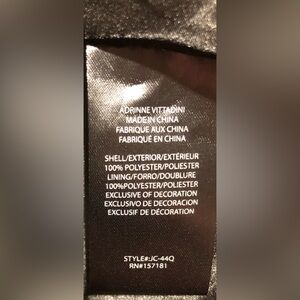 ADRINNE VITTADINI
MADE IN CHINA
FABRIQUE AUX CHINA
FABRIQUÉ EN CHINA
SHELL/EXTERIOR/EXTÉRIEUR
100% POLYESTER/POLIESTER
LINING/FORRO/DOUBLURE
100%POLYESTER/POLIESTER
EXCLUSIVE OF DECORATION
EXCLUSIVO DE DECORACION
EXCLUSIF DE DÉCORATION
STYLE#:JC-44Q
RN#157181